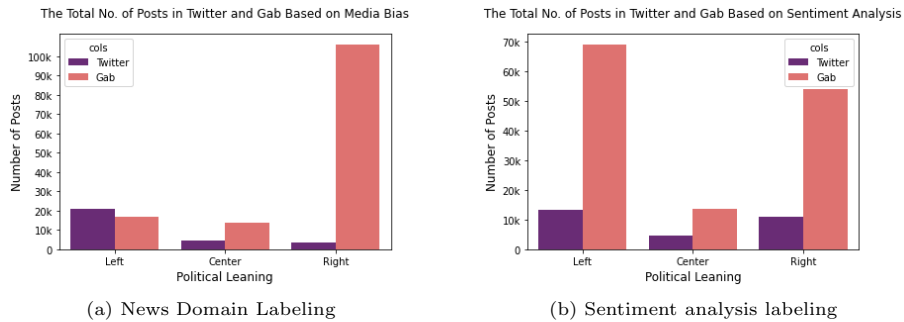 The Total No. of Posts in Twitter and Gab Based on Media Bias
cols
Twitter
Gab
100k
90k
80k
70k
60k
50k
40k
30k
20k
10k
0
Number of Posts
Left
Center
Right
Political Leaning
(a) News Domain Labeling
The Total No. of Posts in Twitter and Gab Based on Sentiment Analysis
cols
Twitter
Gab
70k
60k
50k
40k
30k
20k
10k
0
Number of Posts
Left
Center
Right
Political Leaning
(b) Sentiment analysis labeling